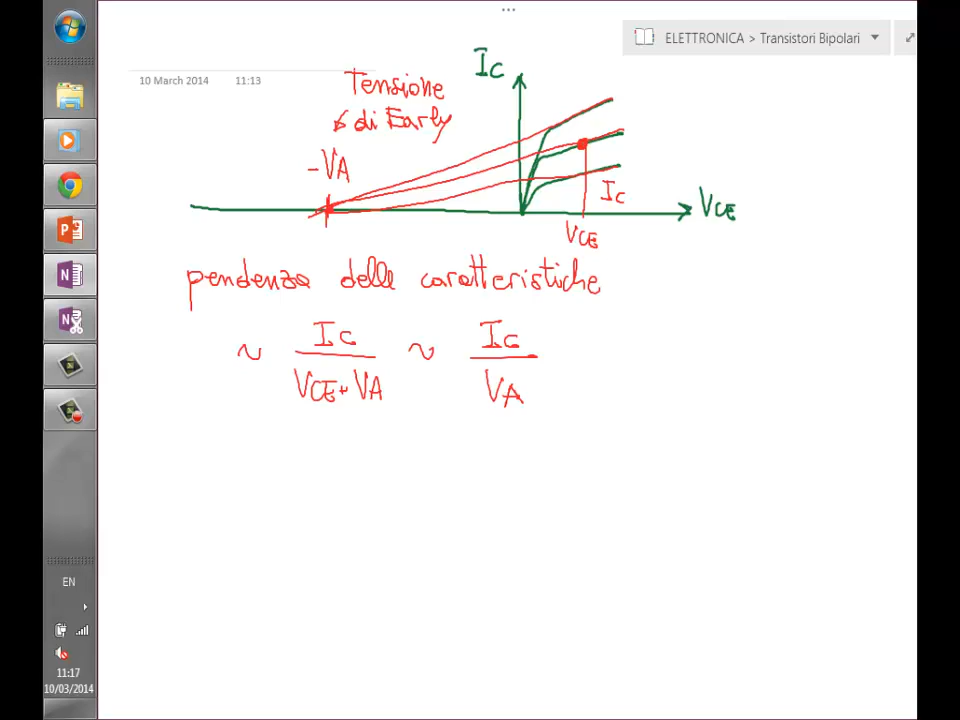 ELETTRONICA > Transistori Bipolari
10 March 2014 11:13
IC
Tensione
di Early
-VA
IC
VCE
VCE
pendenza delle caratteristiche
~ IC ~ IC
VCE+VA VA
EN
11:17
10/03/2014